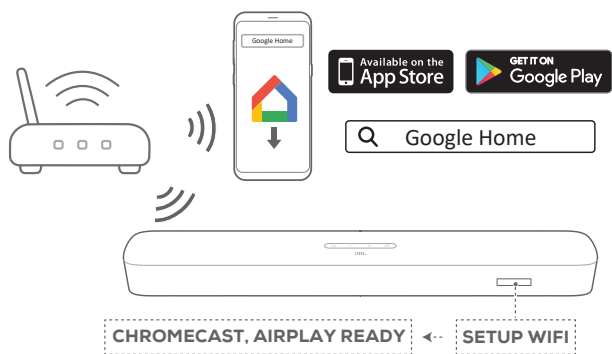 Google Home
Available on the
App Store
GET IT ON
Google Play
Google Home
JBL
CHROMECAST, AIRPLAY READY
SETUP WIFI